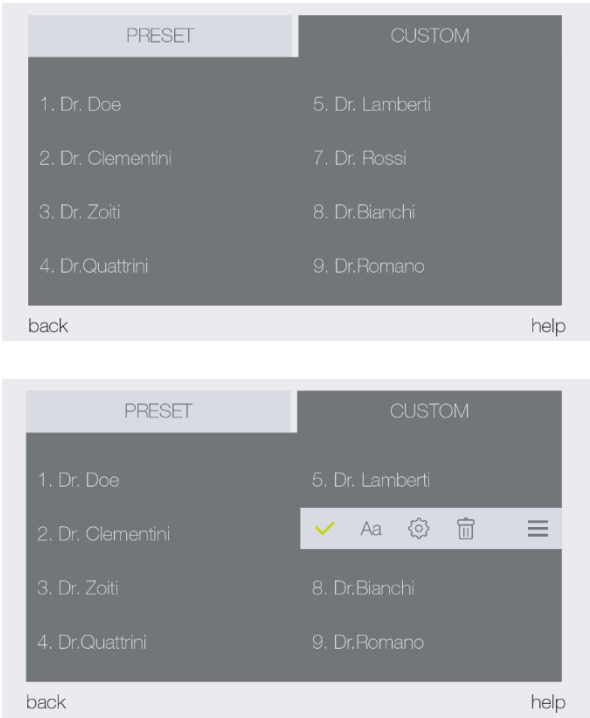 PRESET CUSTOM
1. Dr. Doe
2. Dr. Clementini
3. Dr. Zoiti
4. Dr.Quattrini
5. Dr. Lamberti
7. Dr. Rossi
8. Dr.Bianchi
9. Dr.Romano
back help
PRESET CUSTOM
1. Dr. Doe
2. Dr. Clementini
3. Dr. Zoiti
4. Dr.Quattrini
5. Dr. Lamberti
Aa
8. Dr.Bianchi
9. Dr.Romano
back help